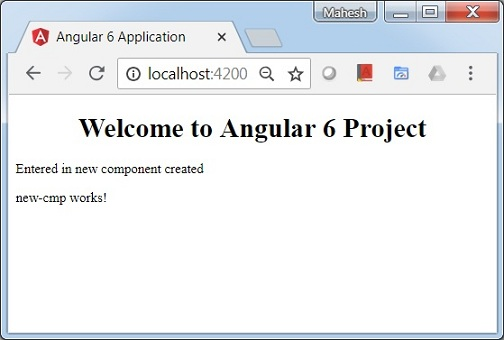 Mahesh
Angular 6 Application
localhost:4200
Welcome to Angular 6 Project
Entered in new component created
new-cmp works!